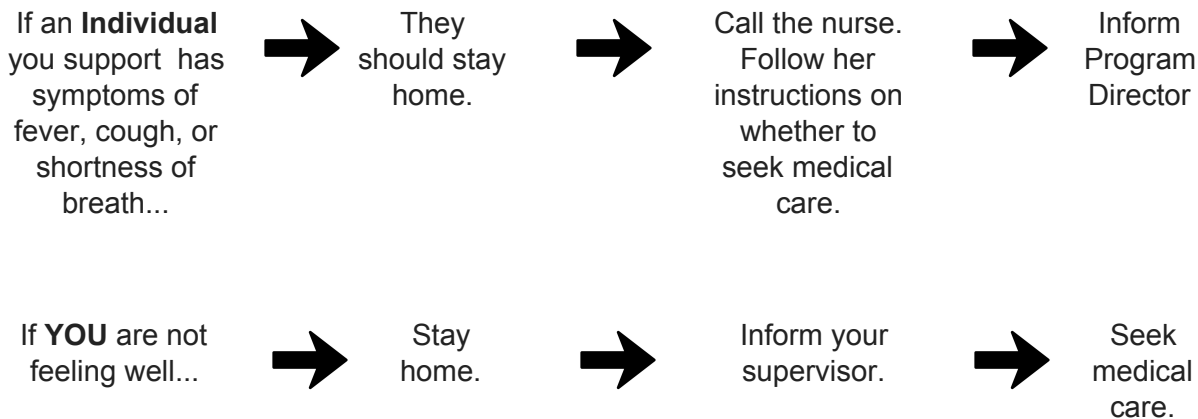 If an Individual
you support has
symptoms of
fever, cough, or
shortness of
breath...
They
should stay
home.
Call the nurse.
Follow her
instructions on
whether to
seek medical
care.
Inform
Program
Director
If YOU are not
feeling well...
Stay
home.
Inform your
supervisor.
Seek
medical
care.